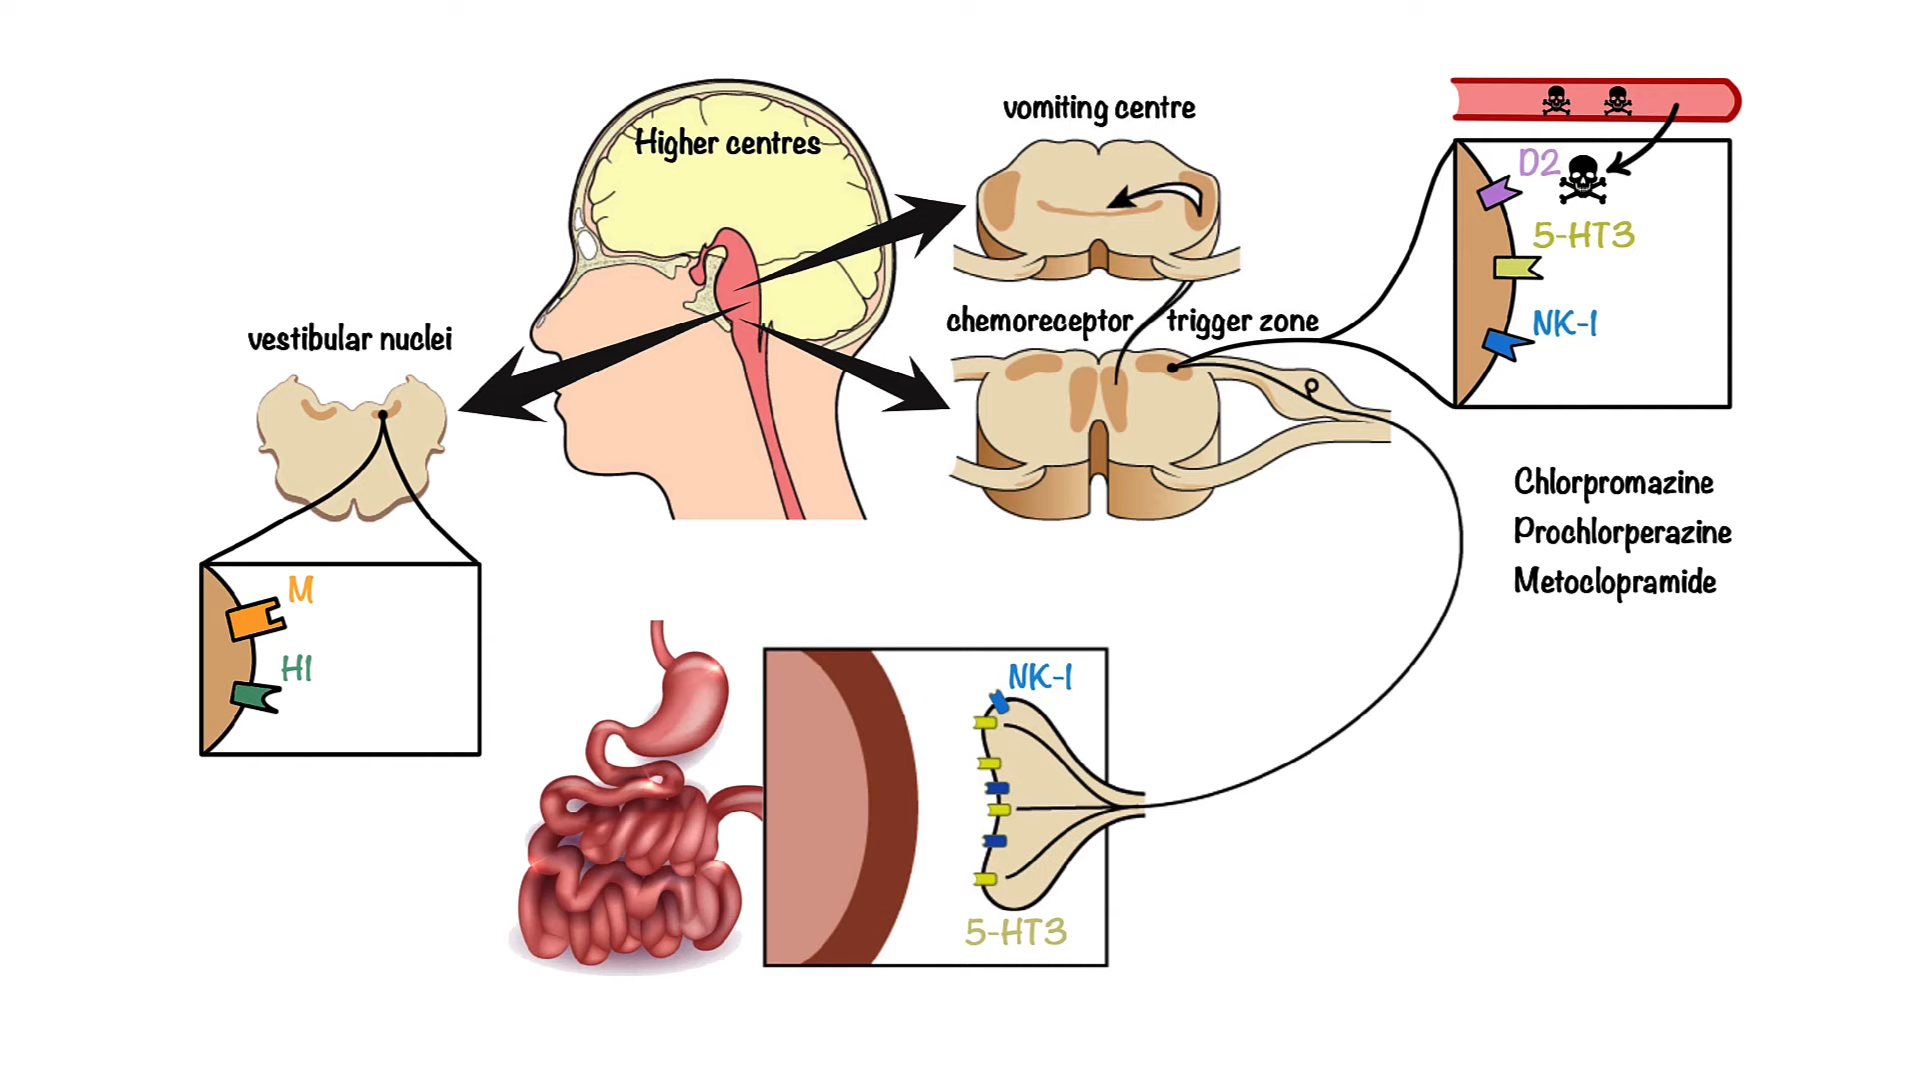 Higher centres
vomiting centre
D2
5-HT3
NK-1
chemoreceptor trigger zone
vestibular nuclei
Chlorpromazine
Prochlorperazine
Metoclopramide
M
H1
NK-1
5-HT3